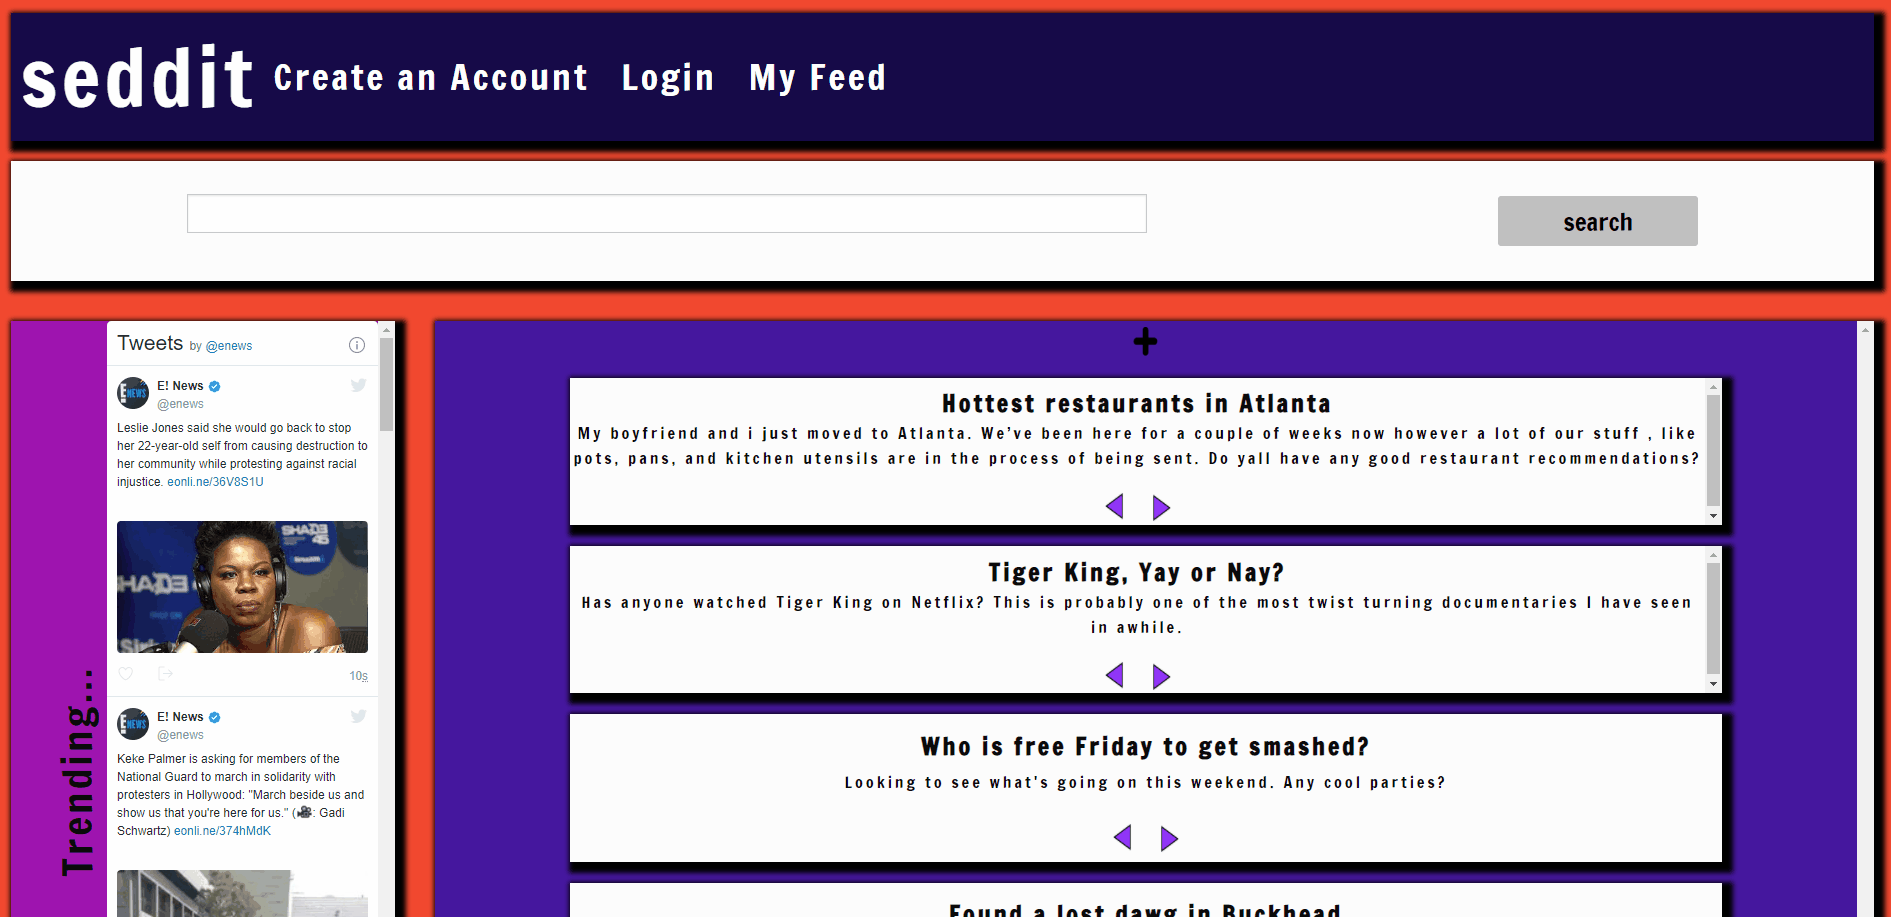 seddit Create an Account Login My Feed
search
Trending...
Tweets by @enews
E! News
@enews
Leslie Jones said she would go back to stop
her 22-year-old self from causing destruction to
her community while protesting against racial
injustice. eonli.ne/36V8S1U
SHADE
45
SiriusXM
SHADE
Siri
10s
E! News
@enews
Keke Palmer is asking for members of the
National Guard to march in solidarity with
protesters in Hollywood: "March beside us and
show us that you're here for us." (🎥: Gadi
Schwartz) eonli.ne/374hMdK
Hottest restaurants in Atlanta
My boyfriend and i just moved to Atlanta. We've been here for a couple of weeks now however a lot of our stuff , like
pots, pans, and kitchen utensils are in the process of being sent. Do yall have any good restaurant recommendations?
Tiger King, Yay or Nay?
Has anyone watched Tiger King on Netflix? This is probably one of the most twist turning documentaries I have seen
in awhile.
Who is free Friday to get smashed?
Looking to see what's going on this weekend. Any cool parties?
Found a lost dawg in Buckhead